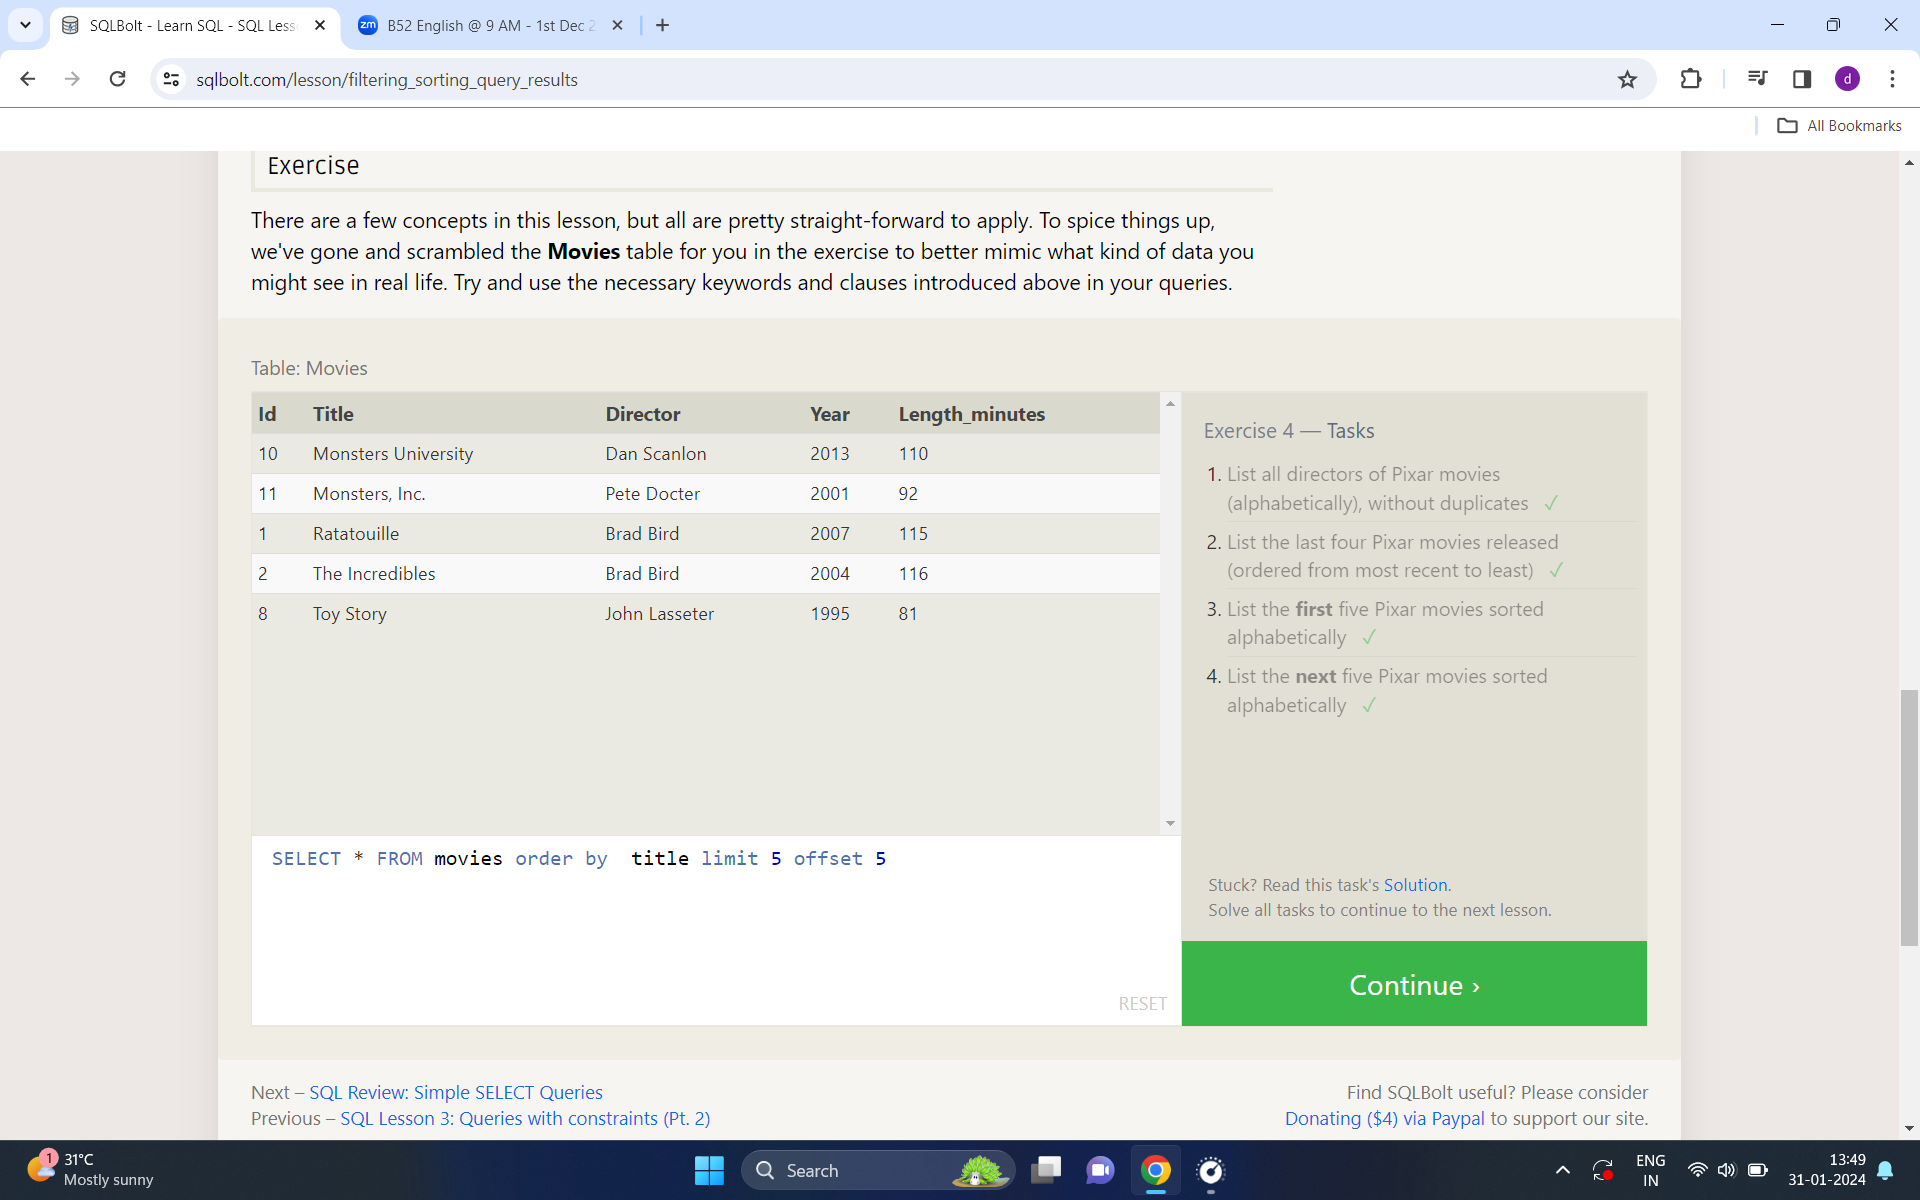 SQLBolt - Learn SQL - SQL Less
B52 English @ 9 AM - 1st Dec 2
sqlbolt.com/lesson/filtering_sorting_query_results
d
All Bookmarks
Exercise
There are a few concepts in this lesson, but all are pretty straight-forward to apply. To spice things up,
we've gone and scrambled the Movies table for you in the exercise to better mimic what kind of data you
might see in real life. Try and use the necessary keywords and clauses introduced above in your queries.
Table: Movies
Id Title Director Year Length_minutes
10 Monsters University Dan Scanlon 2013 110
11 Monsters, Inc. Pete Docter 2001 92
1 Ratatouille Brad Bird 2007 115
2 The Incredibles Brad Bird 2004 116
8 Toy Story John Lasseter 1995 81
SELECT * FROM movies order by  title limit 5 offset 5
RESET
Exercise 4 — Tasks
1. List all directors of Pixar movies
(alphabetically), without duplicates ✓
2. List the last four Pixar movies released
(ordered from most recent to least) ✓
3. List the first five Pixar movies sorted
alphabetically ✓
4. List the next five Pixar movies sorted
alphabetically ✓
Stuck? Read this task's Solution.
Solve all tasks to continue to the next lesson.
Continue ›
Next – SQL Review: Simple SELECT Queries
Previous – SQL Lesson 3: Queries with constraints (Pt. 2)
Find SQLBolt useful? Please consider
Donating ($4) via Paypal to support our site.
1
31°C
Mostly sunny
Search
ENG
IN
13:49
31-01-2024